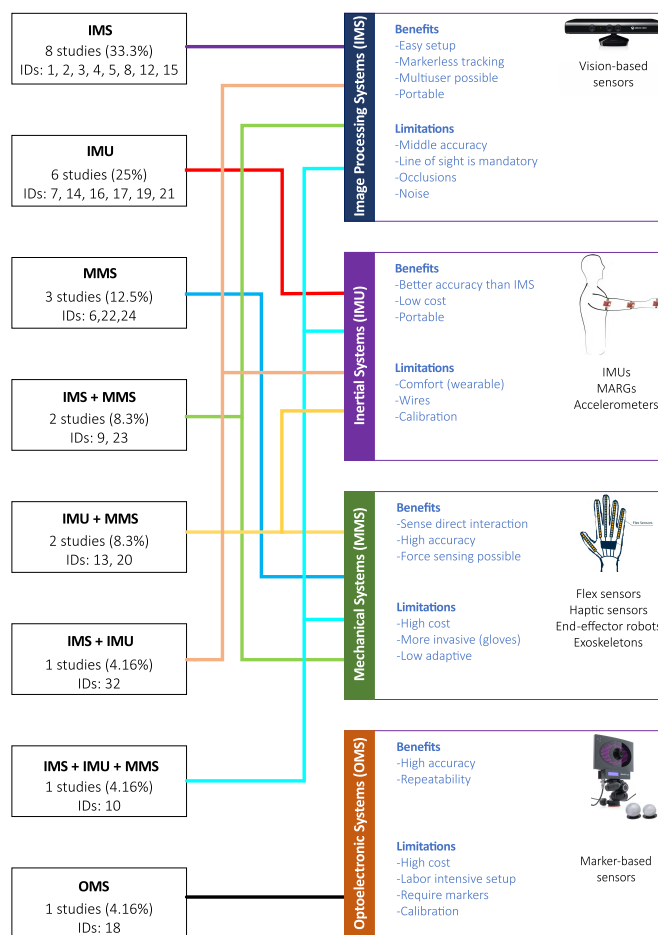 IMS
8 studies (33.3%)
IDs: 1, 2, 3, 4, 5, 8, 12, 15
IMU
6 studies (25%)
IDs: 7, 14, 16, 17, 19, 21
MMS
3 studies (12.5%)
IDs: 6,22,24
IMS + MMS
2 studies (8.3%)
IDs: 9, 23
IMU + MMS
2 studies (8.3%)
IDs: 13, 20
IMS + IMU
1 studies (4.16%)
IDs: 32
IMS + IMU + MMS
1 studies (4.16%)
IDs: 10
OMS
1 studies (4.16%)
IDs: 18
Image Processing Systems (IMS)
Benefits
-Easy setup
-Markerless tracking
-Multiuser possible
-Portable
Limitations
-Middle accuracy
-Line of sight is mandatory
-Occlusions
-Noise
Vision-based
sensors
Inertial Systems (IMU)
Benefits
-Better accuracy than IMS
-Low cost
-Portable
Limitations
-Comfort (wearable)
-Wires
-Calibration
IMUs
MARGs
Accelerometers
Mechanical Systems (MMS)
Benefits
-Sense direct interaction
-High accuracy
-Force sensing possible
Limitations
-High cost
-More invasive (gloves)
-Low adaptive
Flex Sensors
Flex sensors
Haptic sensors
End-effector robots
Exoskeletons
Optoelectronic Systems (OMS)
Benefits
-High accuracy
-Repeatability
Limitations
-High cost
-Labor intensive setup
-Require markers
-Calibration
Marker-based
sensors